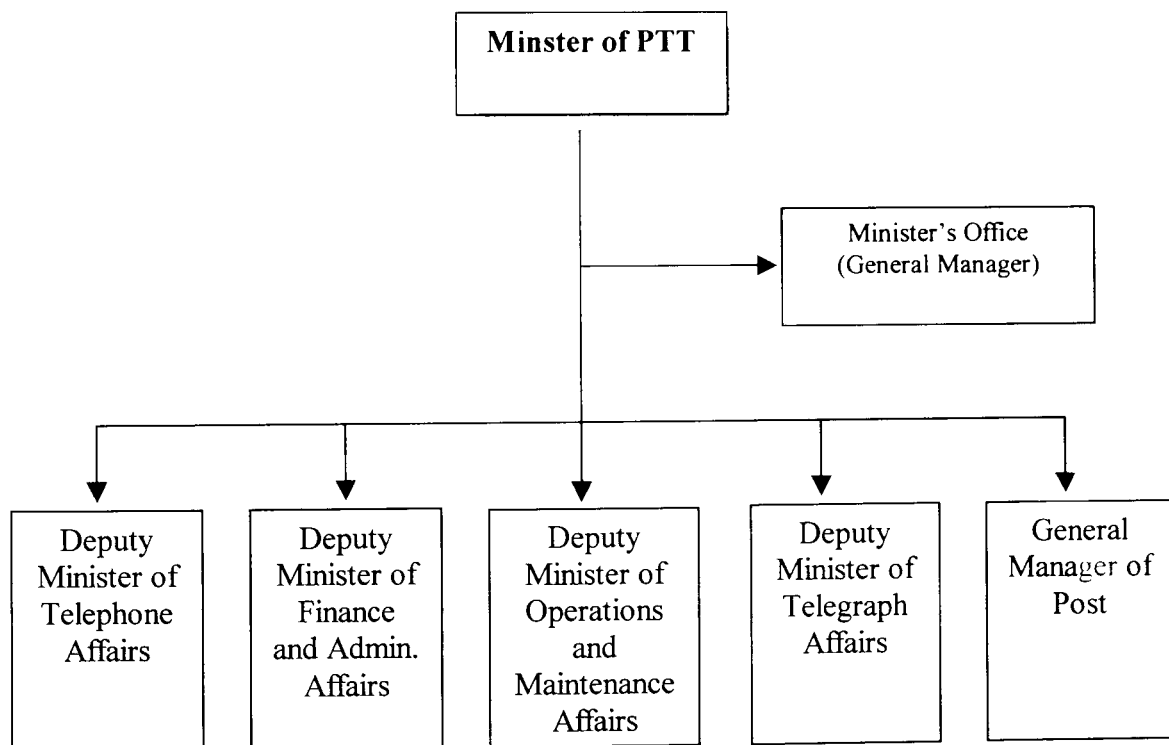 Minster of PTT
Minister's Office
(General Manager)
Deputy
Minister of
Telephone
Affairs
Deputy
Minister of
Finance
and Admin.
Affairs
Deputy
Minister of
Operations
and
Maintenance
Affairs
Deputy
Minister of
Telegraph
Affairs
General
Manager of
Post